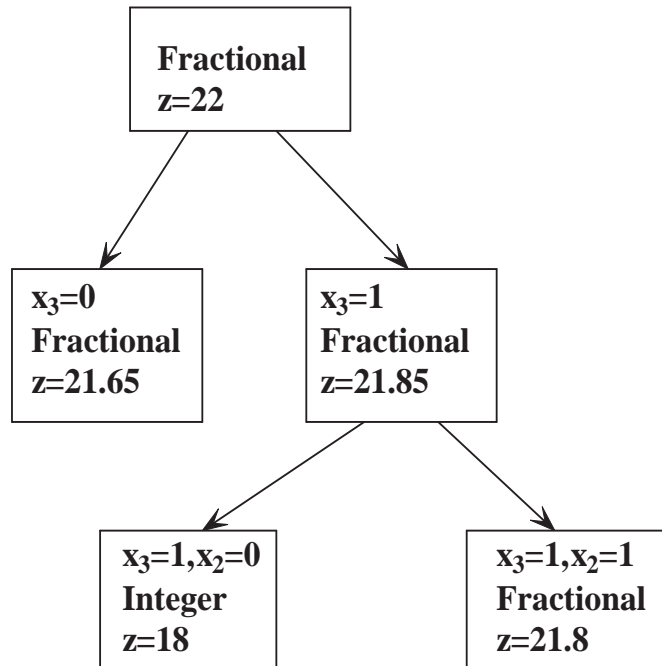 Fractional
z=22
x₃=0
Fractional
z=21.65
x₃=1
Fractional
z=21.85
x₃=1,x₂=0
Integer
z=18
x₃=1,x₂=1
Fractional
z=21.8